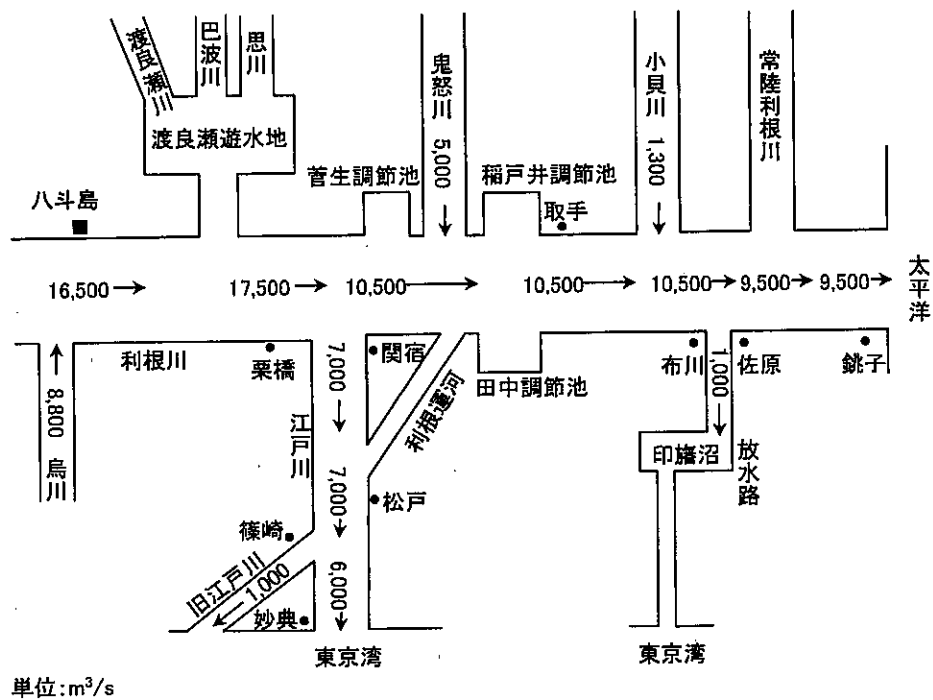 渡良瀬川
巴波川
思川
鬼怒川 5,000
小貝川 1,300
常陸利根川
渡良瀬遊水地
菅生調節池
稲戸井調節池
八斗島
取手
太平洋
16,500
17,500
10,500
10,500
10,500
9,500
9,500
利根川
栗橋
7,000
関宿
利根運河
田中調節池
布川
1,000
佐原
銚子
8,800 烏川
江戸川
印旛沼
放水路
7,000
松戸
篠崎
旧江戸川
1,000
6,000
妙典
東京湾
東京湾
単位:m³/s